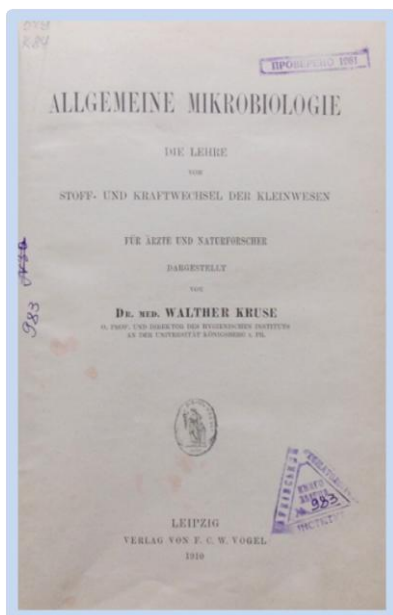 ПРОВЕРЕНО 1961
ALLGEMEINE MIKROBIOLOGIE
DIE LEHRE
VOM
STOFF- UND KRAFTWECHSEL DER KLEINWESEN
FÜR ÄRZTE UND NATURFORSCHER
DARGESTELLT
VON
DR. MED. WALTHER KRUSE
O. PROF. UND DIREKTOR DES HYGIENISCHEN INSTITUTS
AN DER UNIVERSITÄT KÖNIGSBERG I. PR.
983
№ 983
LEIPZIG
VERLAG VON F. C. W. VOGEL
1910